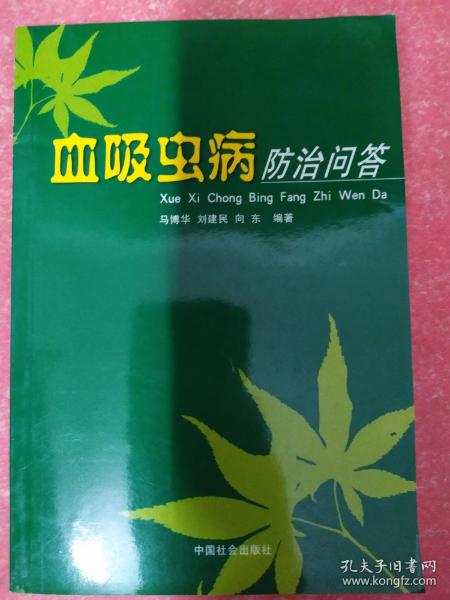 血吸虫病防治问答
Xue Xi Chong Bing Fang Zhi Wen Da
马博华 刘建民 向东 编著
中国社会出版社
孔夫子旧书网
www.kongfz.com